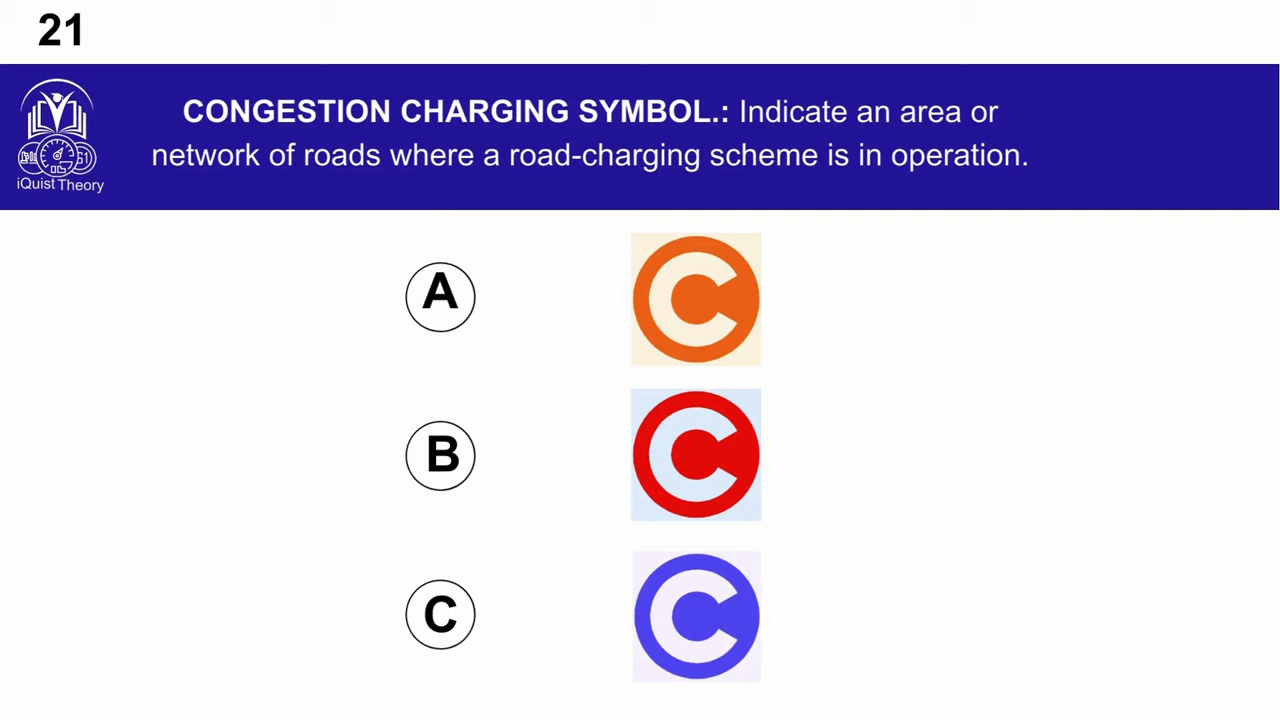 21
CONGESTION CHARGING SYMBOL.: Indicate an area or
network of roads where a road-charging scheme is in operation.
iQuist Theory
A
C
B
C
C
C